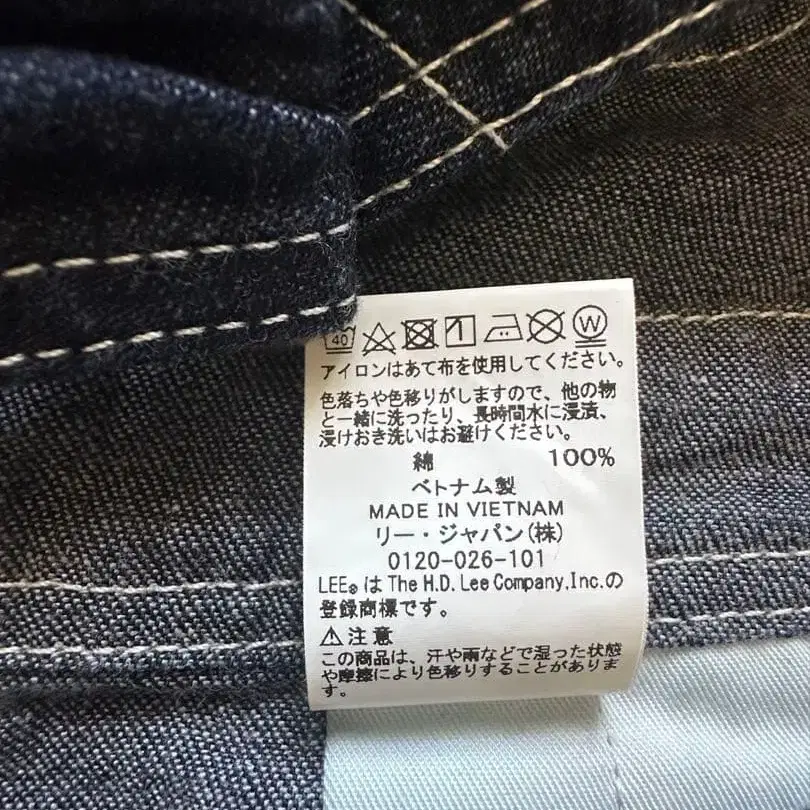 40 W
アイロンはあて布を使用してください。
色落ちや色移りがしますので、他の物
と一緒に洗ったり、長時間水に浸漬、
浸けおき洗いはお避けください。
綿 100%
ベトナム製
MADE IN VIETNAM
リー・ジャパン(株)
0120-026-101
LEE®は The H.D. Lee Company,Inc.の
登録商標です。
⚠注意
この商品は、汗や雨などで湿った状態
や摩擦により色移りすることがありま
す。